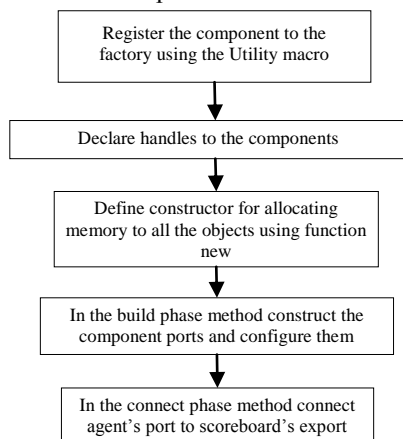 Register the component to the
factory using the Utility macro
Declare handles to the components
Define constructor for allocating
memory to all the objects using function
new
In the build phase method construct the
component ports and configure them
In the connect phase method connect
agent's port to scoreboard's export